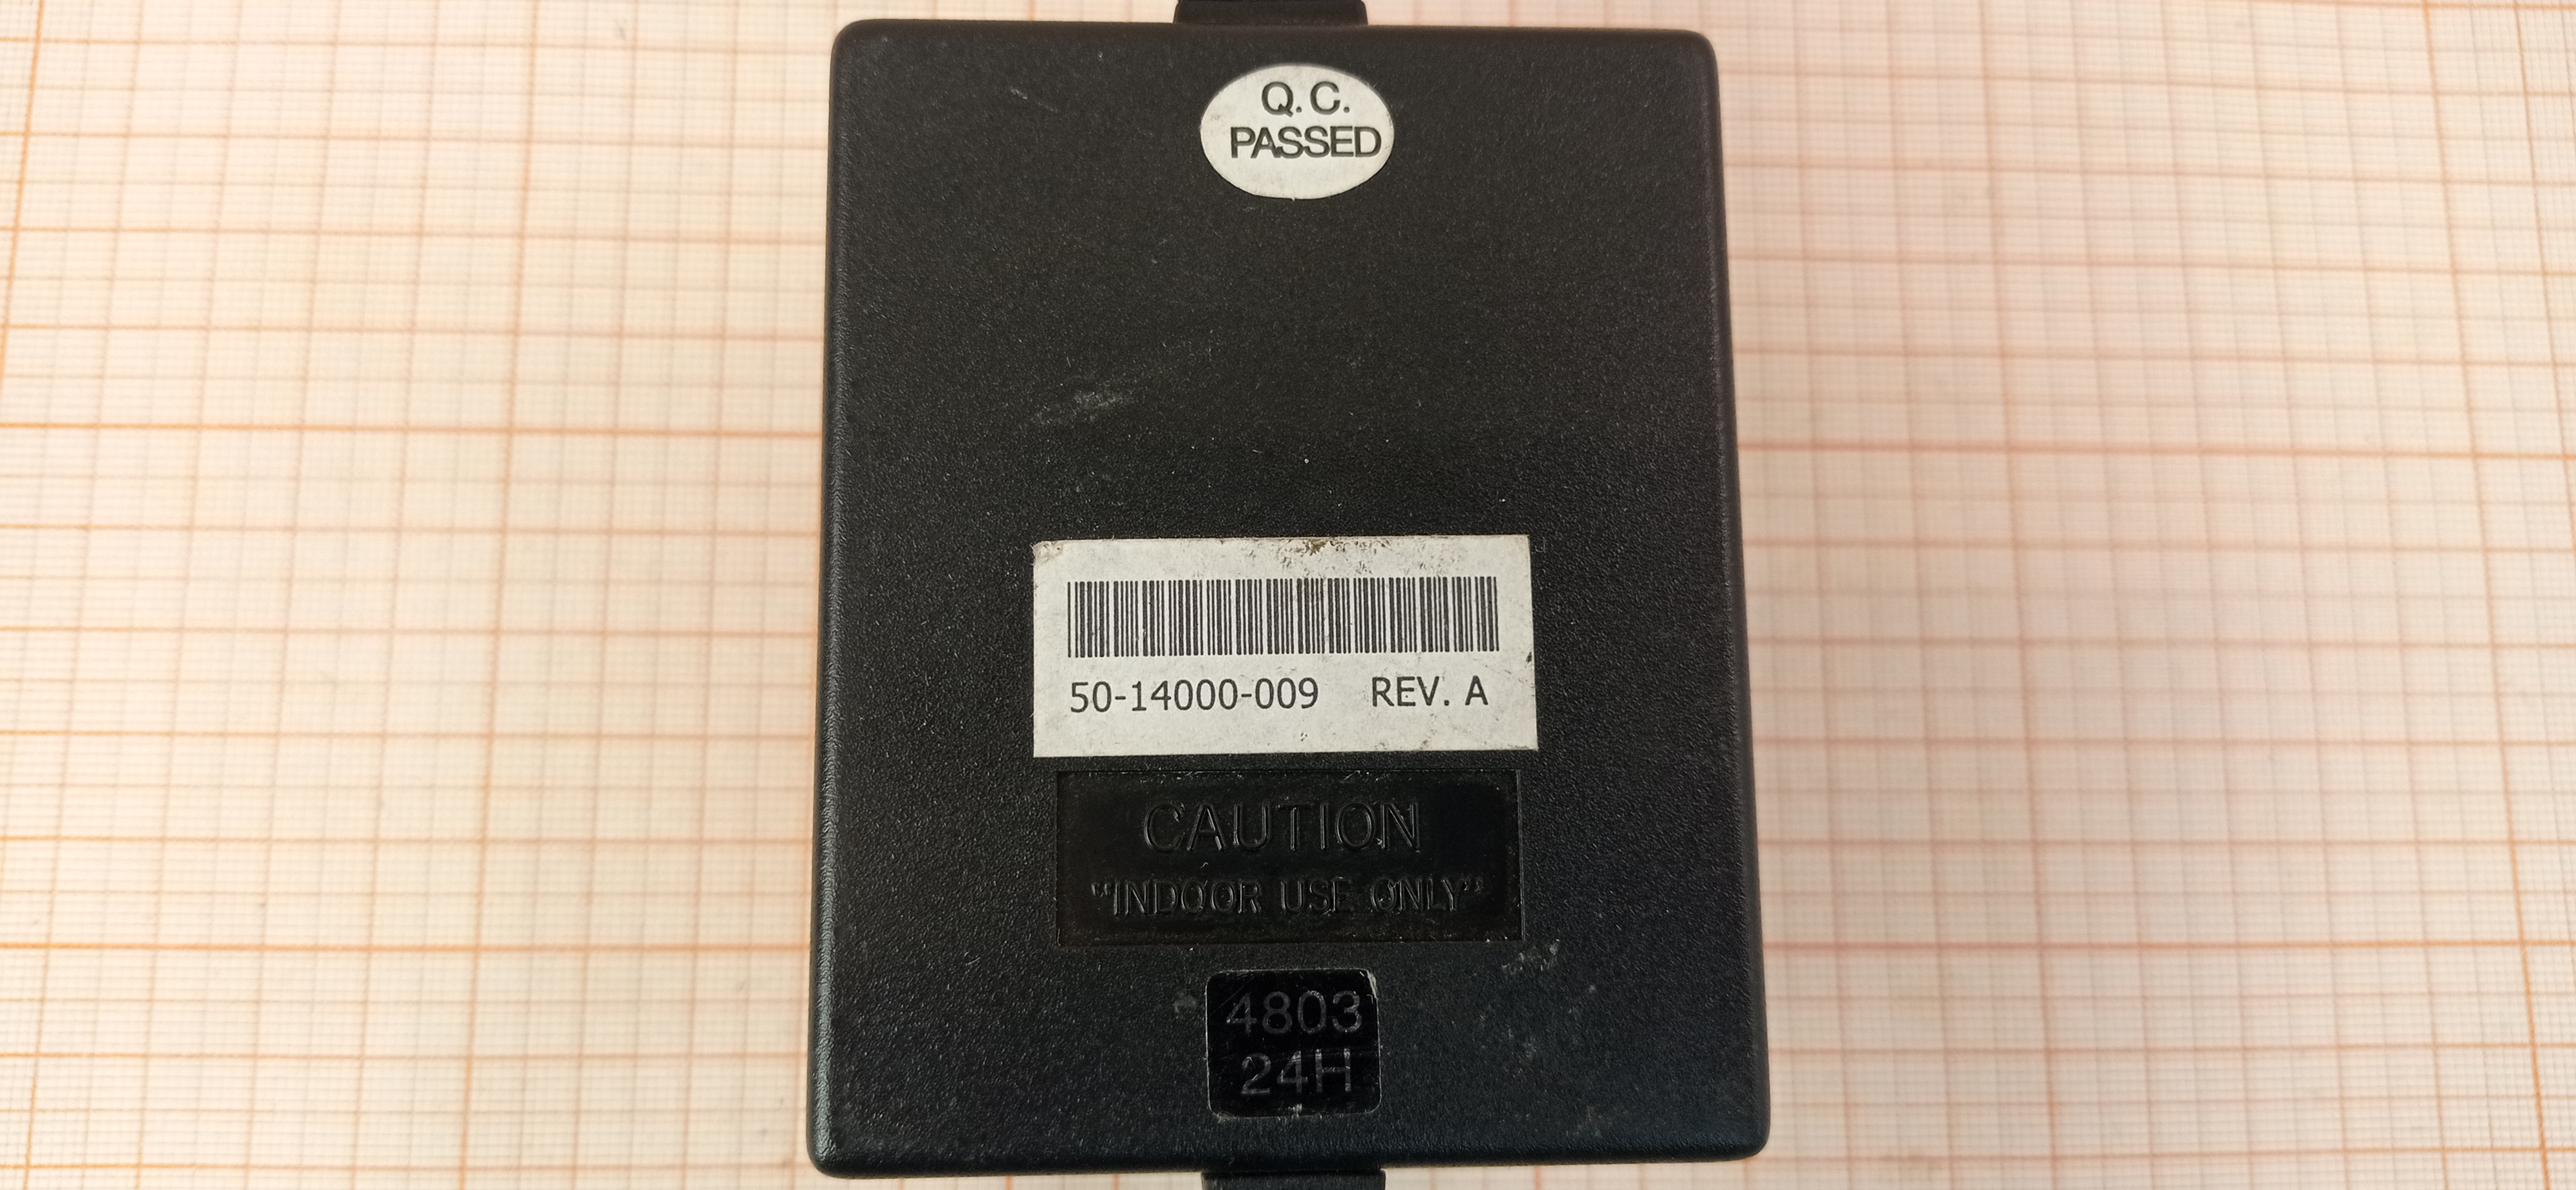 Q.C.
PASSED
50-14000-009 REV. A
CAUTION
"INDOOR USE ONLY"
4803
24H